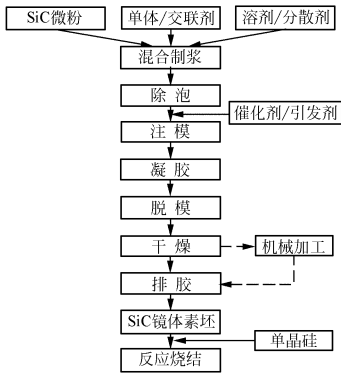 SiC微粉
单体/交联剂
溶剂/分散剂
混合制浆
除 泡
催化剂/引发剂
注 模
凝 胶
脱 模
干 燥
机械加工
排 胶
SiC镜体素坯
单晶硅
反应烧结